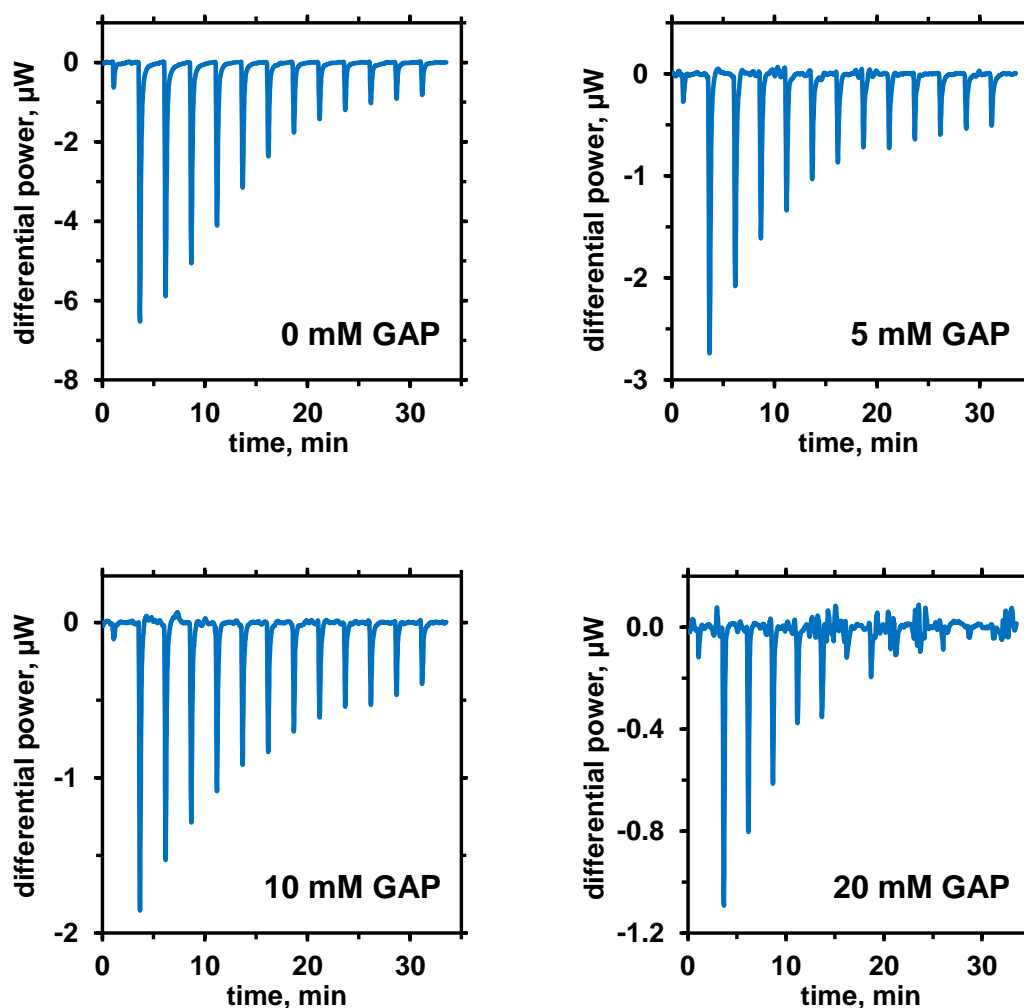 differential power, µW
0
-2
-4
-6
-8
0 mM GAP
0 10 20 30
time, min
differential power, µW
0
-1
-2
-3
5 mM GAP
0 10 20 30
time, min
differential power, µW
0
-1
-2
10 mM GAP
0 10 20 30
time, min
differential power, µW
0.0
-0.4
-0.8
-1.2
20 mM GAP
0 10 20 30
time, min